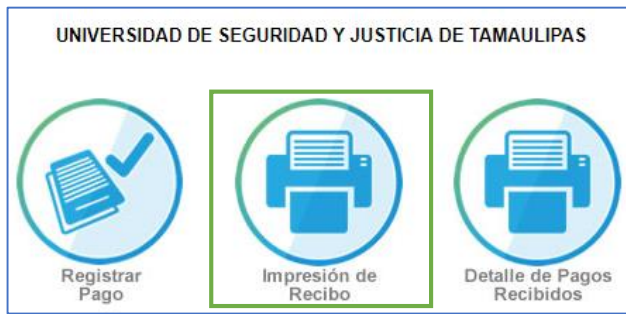 UNIVERSIDAD DE SEGURIDAD Y JUSTICIA DE TAMAULIPAS
Registrar
Pago
Impresión de
Recibo
Detalle de Pagos
Recibidos